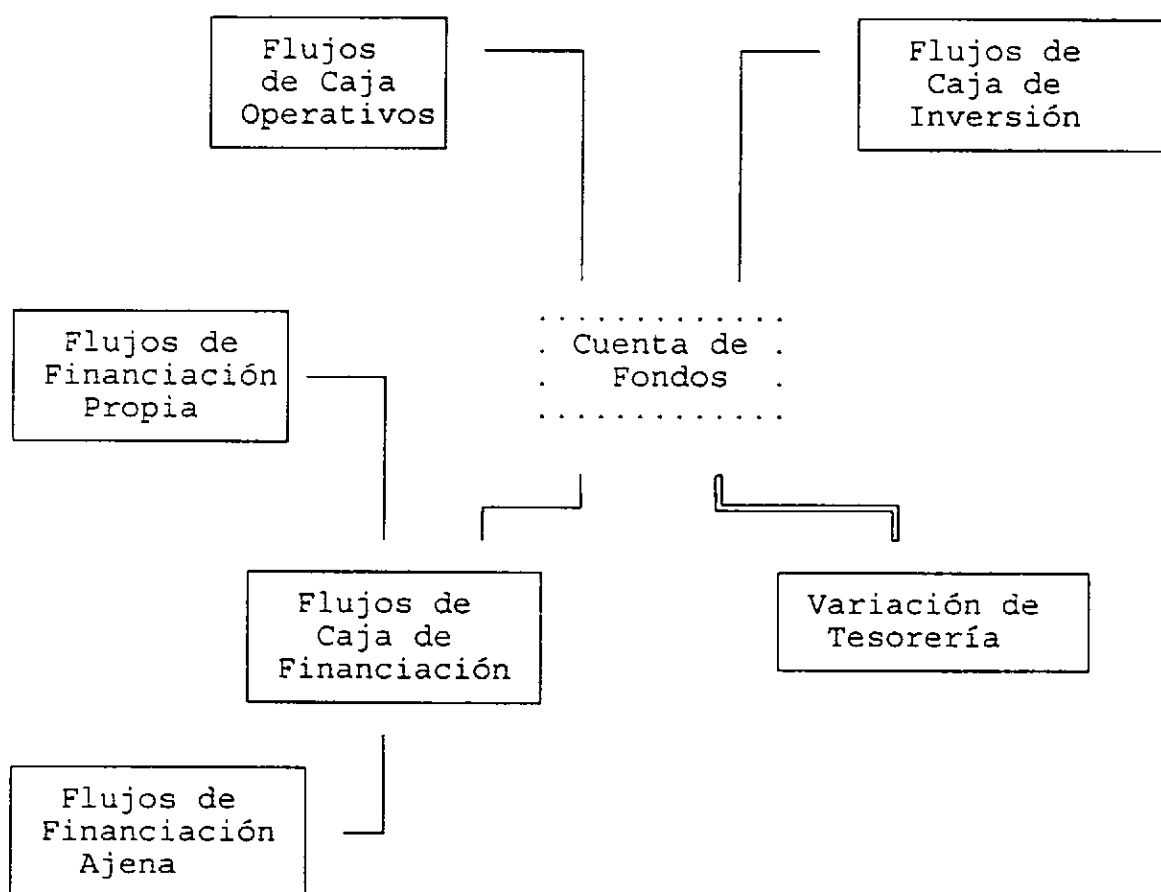 Flujos
de Caja
Operativos
Flujos de
Caja de
Inversión
Flujos de
Financiación
Propia
Cuenta de
Fondos
Flujos de
Caja de
Financiación
Variación de
Tesorería
Flujos de
Financiación
Ajena